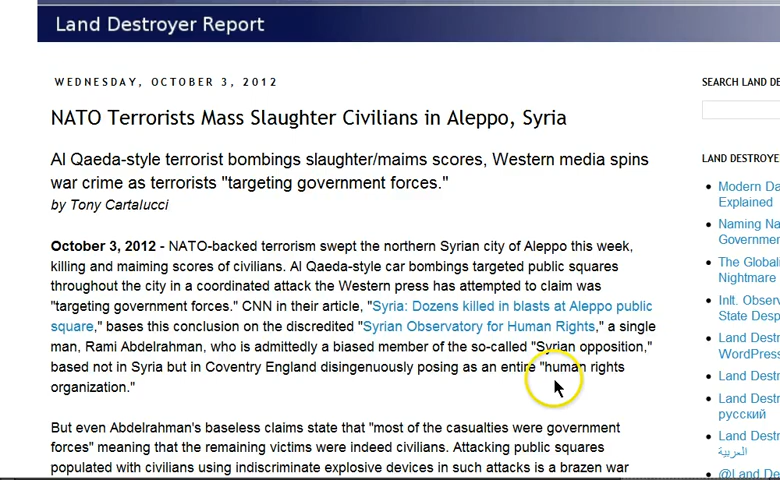 Land Destroyer Report
WEDNESDAY, OCTOBER 3, 2012
NATO Terrorists Mass Slaughter Civilians in Aleppo, Syria
Al Qaeda-style terrorist bombings slaughter/maims scores, Western media spins
war crime as terrorists "targeting government forces."
by Tony Cartalucci
October 3, 2012 - NATO-backed terrorism swept the northern Syrian city of Aleppo this week,
killing and maiming scores of civilians. Al Qaeda-style car bombings targeted public squares
throughout the city in a coordinated attack the Western press has attempted to claim was
"targeting government forces." CNN in their article, "Syria: Dozens killed in blasts at Aleppo public
square," bases this conclusion on the discredited "Syrian Observatory for Human Rights," a single
man, Rami Abdelrahman, who is admittedly a biased member of the so-called "Syrian opposition,"
based not in Syria but in Coventry England disingenuously posing as an entire "human rights
organization."
But even Abdelrahman's baseless claims state that "most of the casualties were government
forces" meaning that the remaining victims were indeed civilians. Attacking public squares
populated with civilians using indiscriminate explosive devices in such attacks is a brazen war
SEARCH LAND DE
LAND DESTROYE
Modern Da
Explained
Naming Na
Governme
The Global
Nightmare
Inlt. Observ
State Desp
Land Destr
WordPress
Land Destr
Land Destr
русский
Land Destr
العربية
@Land De